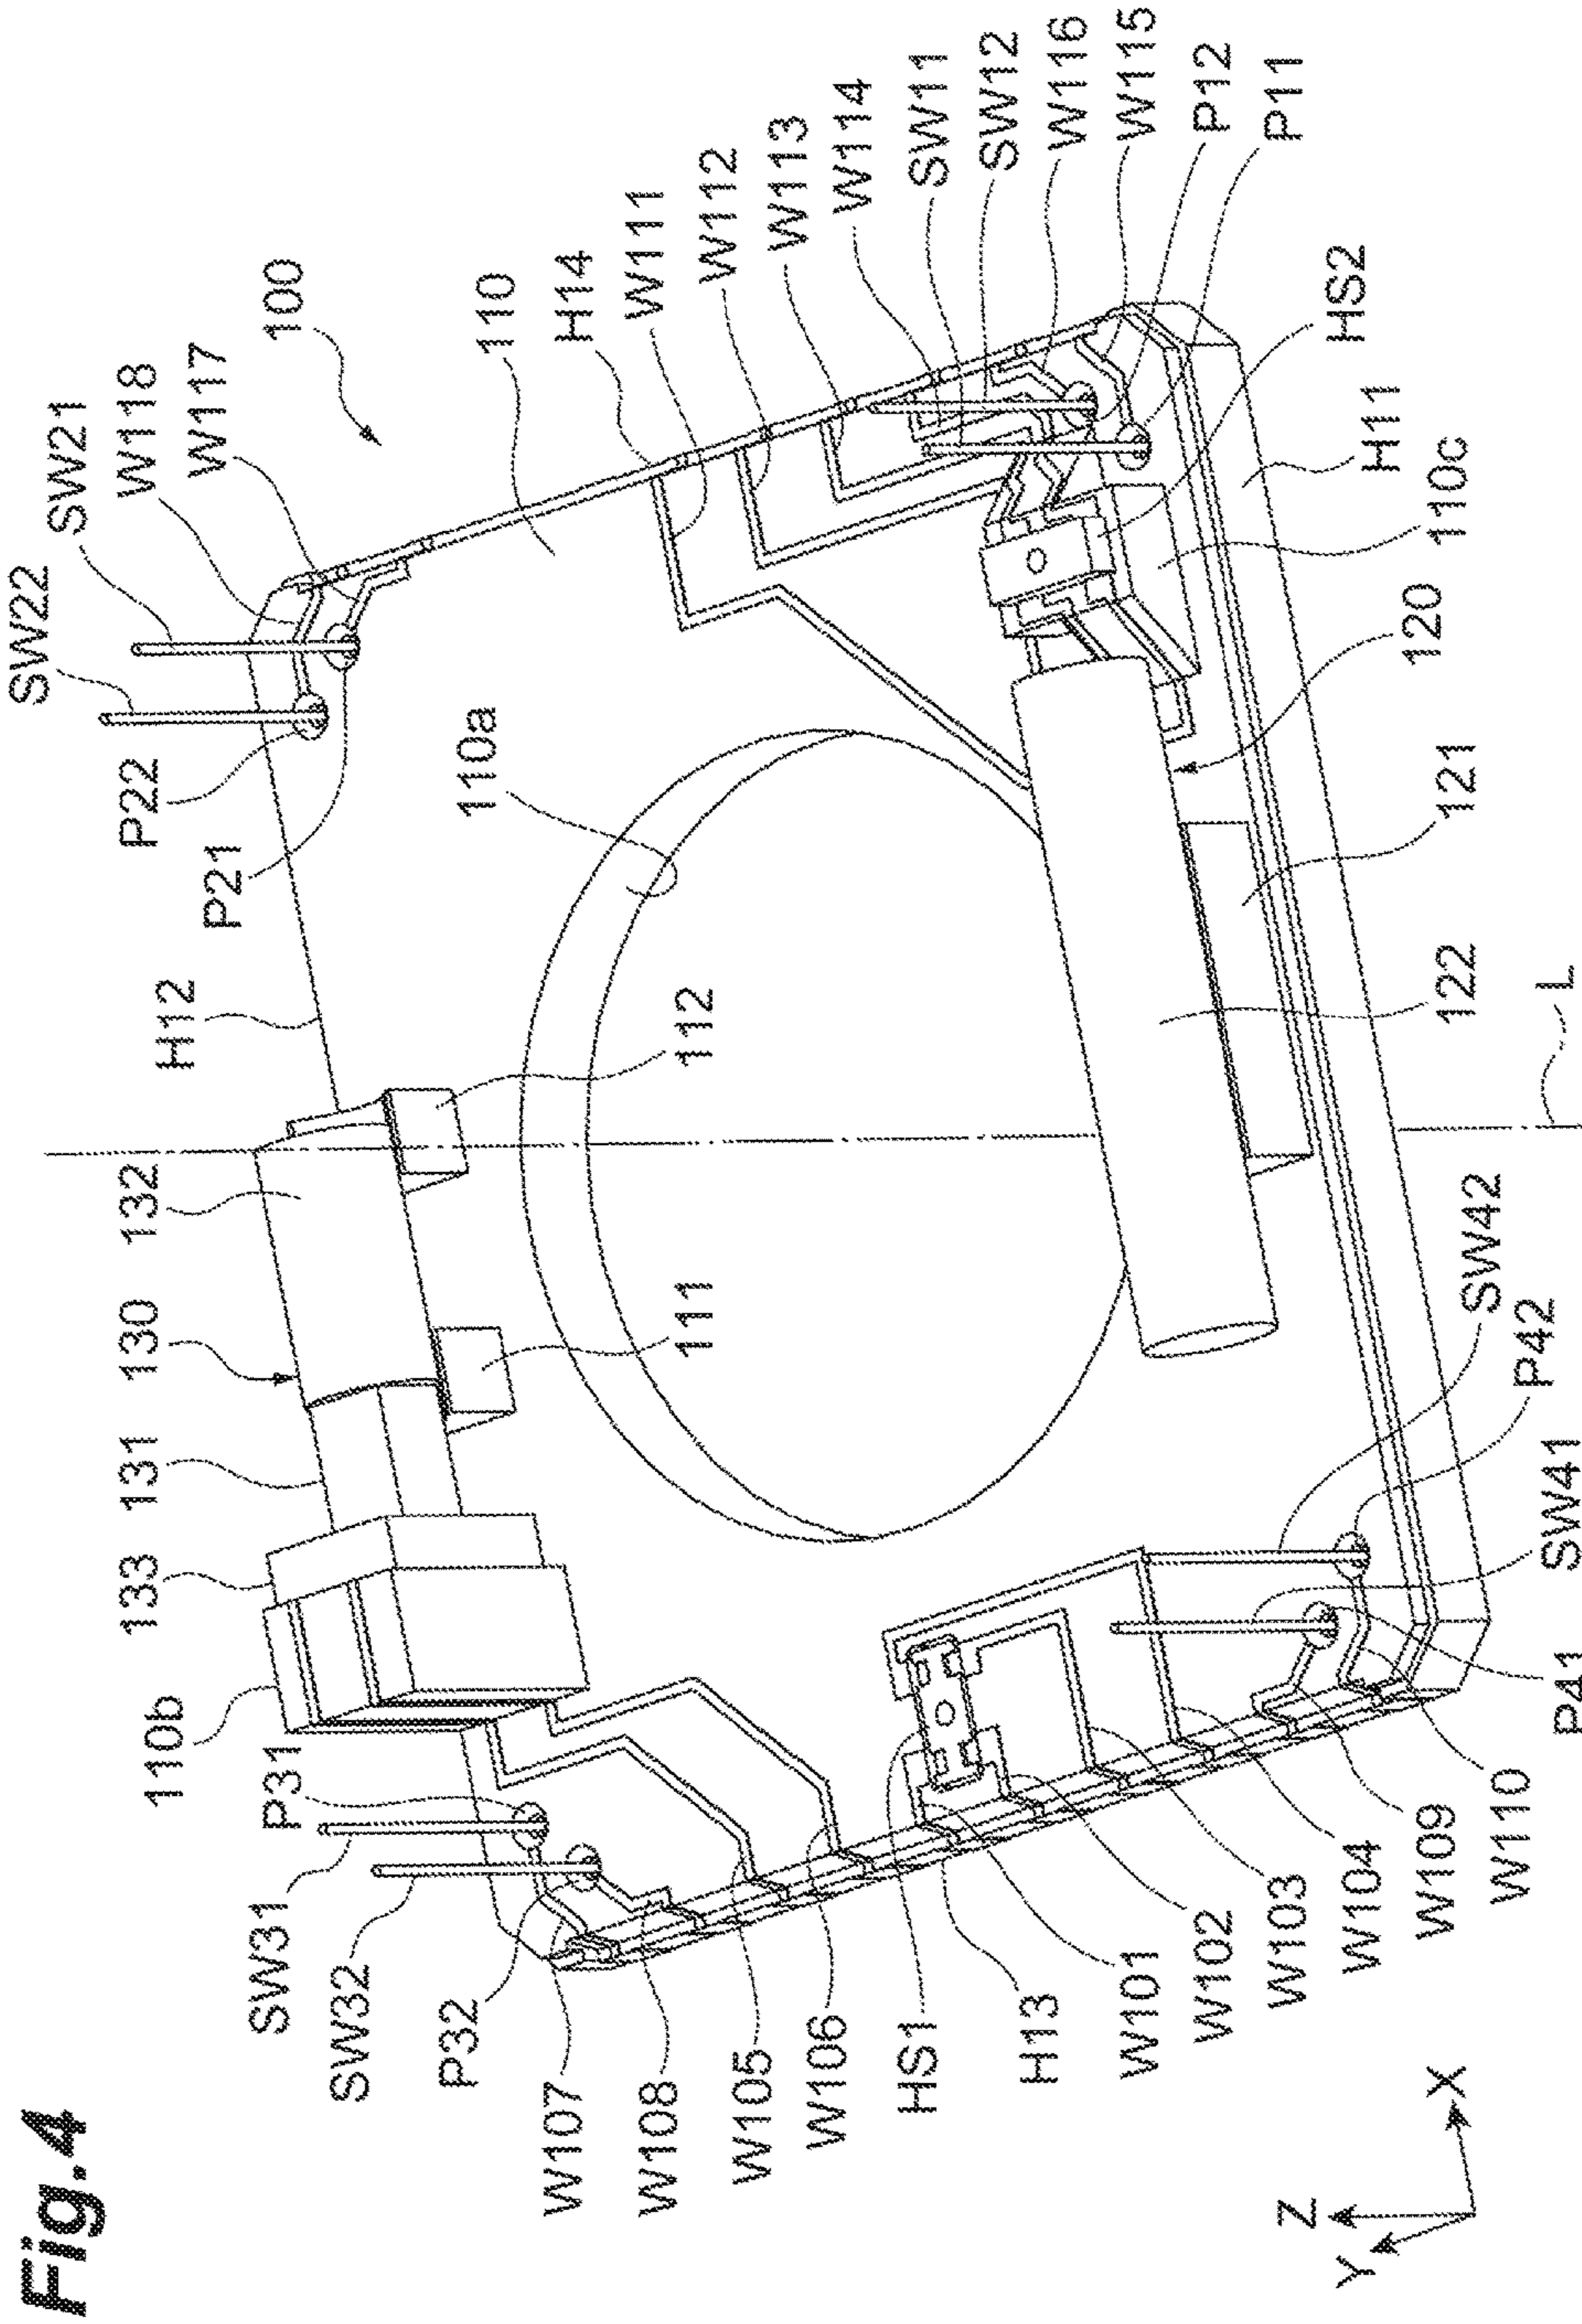 Fig.4
SW22
SW21
W118
W117
100
110
H14
W111
W112
W113
W114
SW11
SW12
W116
W115
P12
P11
HS2
H11
110c
120
121
122
L
P22
P21
H12
110a
112
132
130
111
131
133
110b
P31
SW31
SW32
P32
W107
W108
W105
W106
HS1
H13
W101
W102
W103
W104
W109
W110
P41
SW41
P42
SW42
Z
Y
X